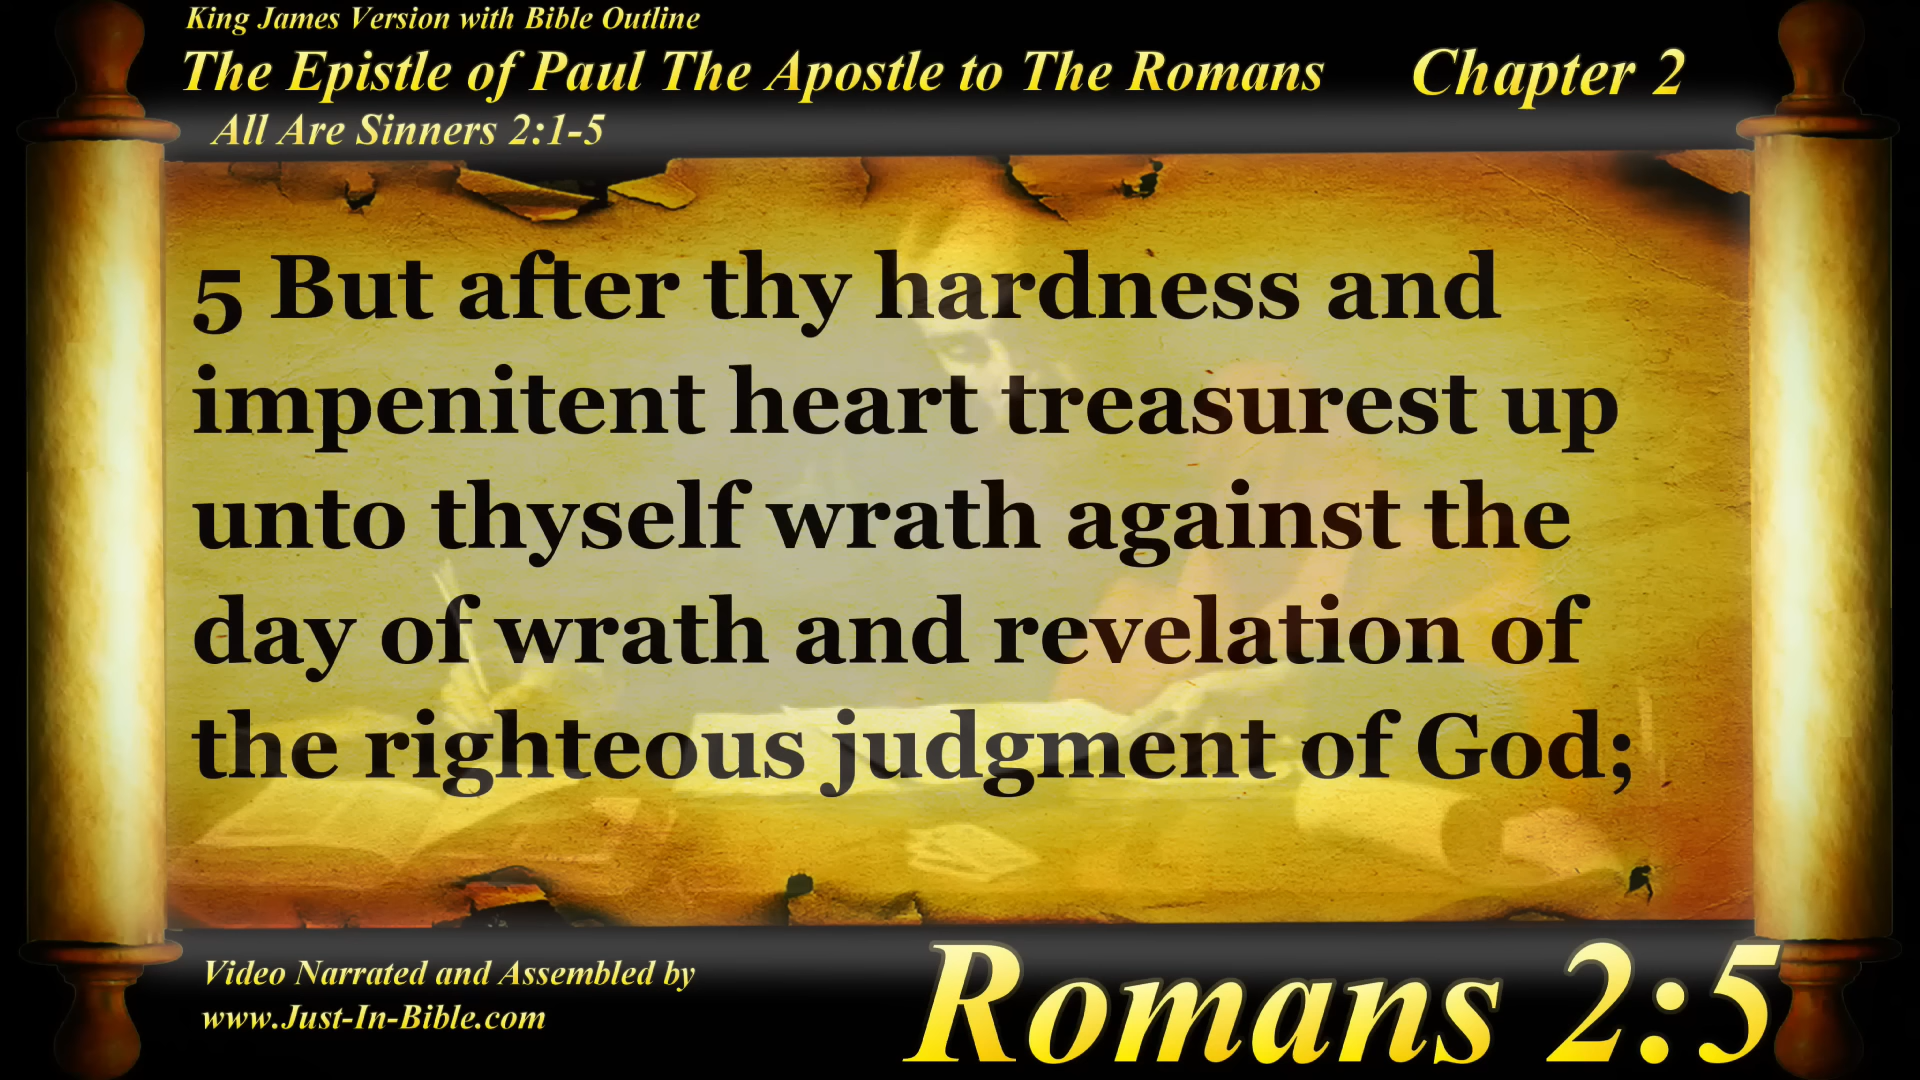 King James Version with Bible Outline
The Epistle of Paul The Apostle to The Romans Chapter 2
All Are Sinners 2:1-5
5 But after thy hardness and
impenitent heart treasurest up
unto thyself wrath against the
day of wrath and revelation of
the righteous judgment of God;
Video Narrated and Assembled by
www.Just-In-Bible.com
Romans 2:5